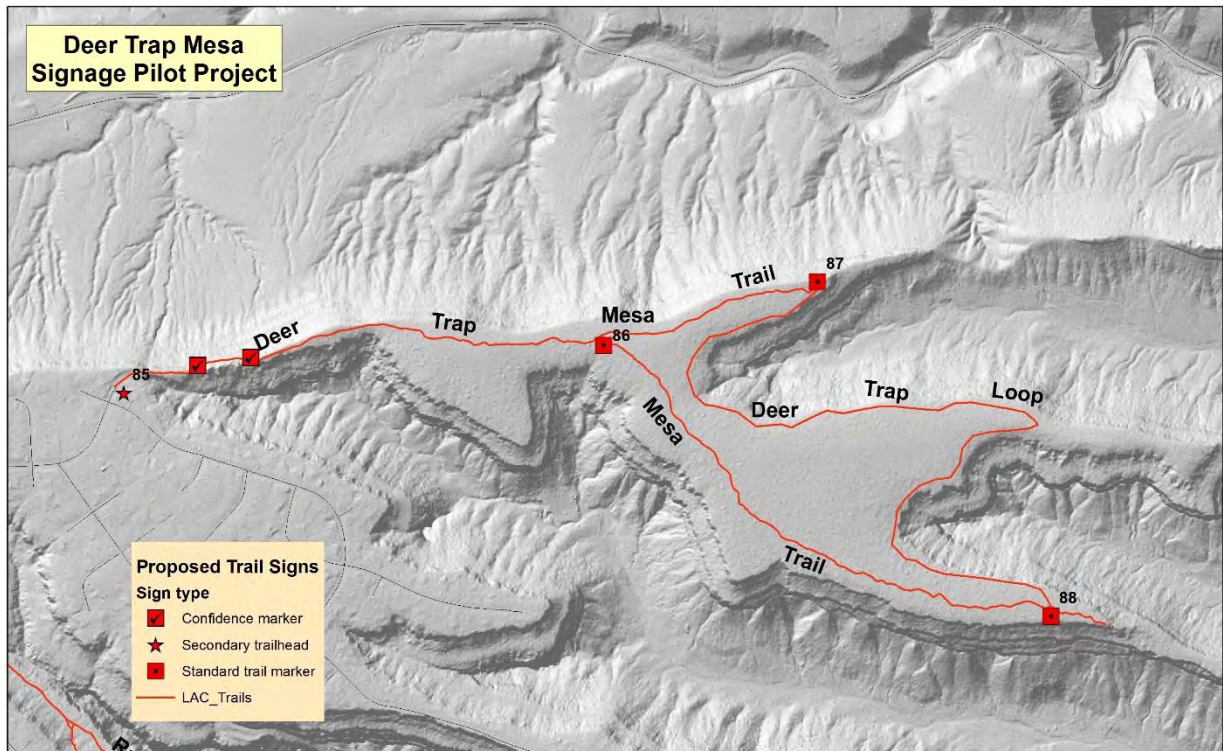 Deer Trap Mesa
Signage Pilot Project
87
Trail
Mesa
Trap
86
Deer
85
Mesa
Deer
Trap
Loop
Trail
88
Proposed Trail Signs
Sign type
Confidence marker
Secondary trailhead
Standard trail marker
LAC_Trails
R